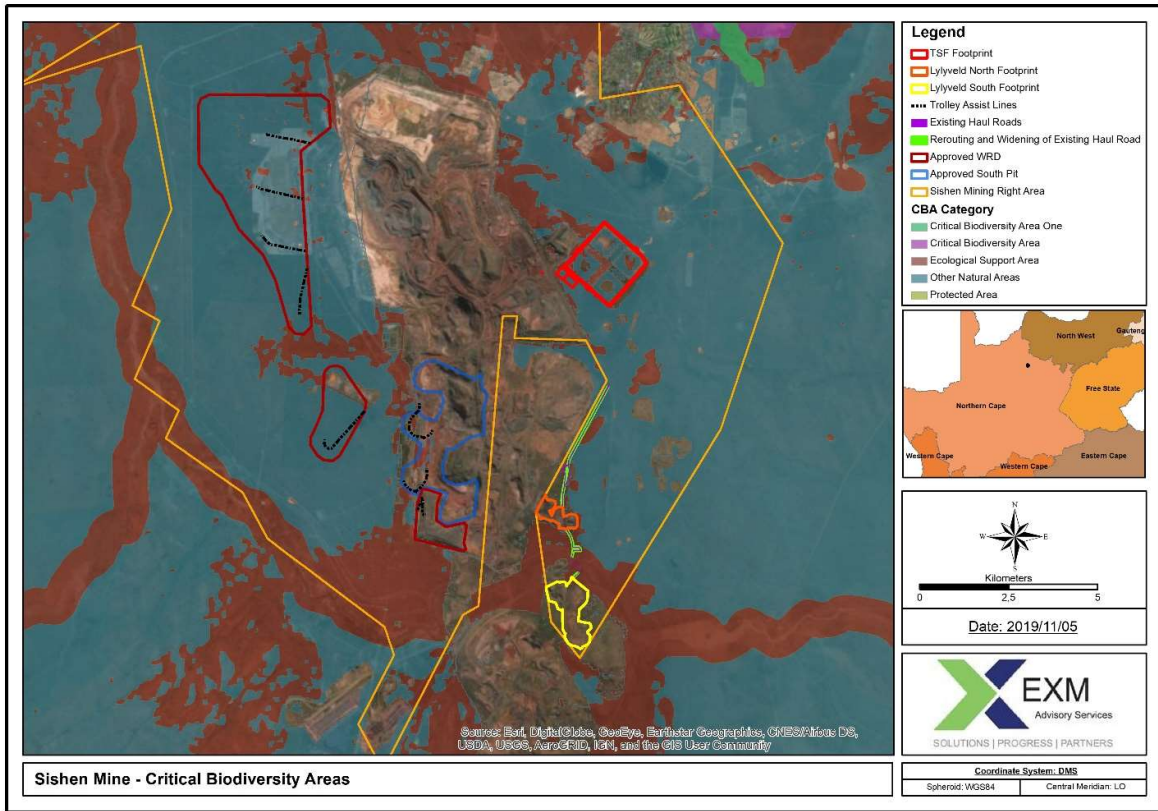 Legend
TSF Footprint
Lylyveld North Footprint
Lylyveld South Footprint
Trolley Assist Lines
Existing Haul Roads
Rerouting and Widening of Existing Haul Road
Approved WRD
Approved South Pit
Sishen Mining Right Area
CBA Category
Critical Biodiversity Area One
Critical Biodiversity Area
Ecological Support Area
Other Natural Areas
Protected Area
North West
Gauteng
Free State
Northern Cape
Western Cape
Western Cape
Eastern Cape
N
W E
S
Kilometers
0 2,5 5
Date: 2019/11/05
EXM
Advisory Services
SOLUTIONS | PROGRESS | PARTNERS
Coordinate System: DMS
Spheroid: WGS84 Central Meridian: LO
Source: Esri, DigitalGlobe, GeoEye, Earthstar Geographics, CNES/Airbus DS,
USDA, USGS, AeroGRID, IGN, and the GIS User Community
Sishen Mine - Critical Biodiversity Areas